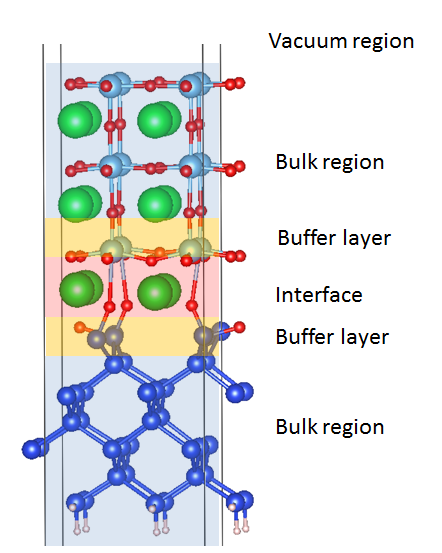 Vacuum region
Bulk region
Buffer layer
Interface
Buffer layer
Bulk region